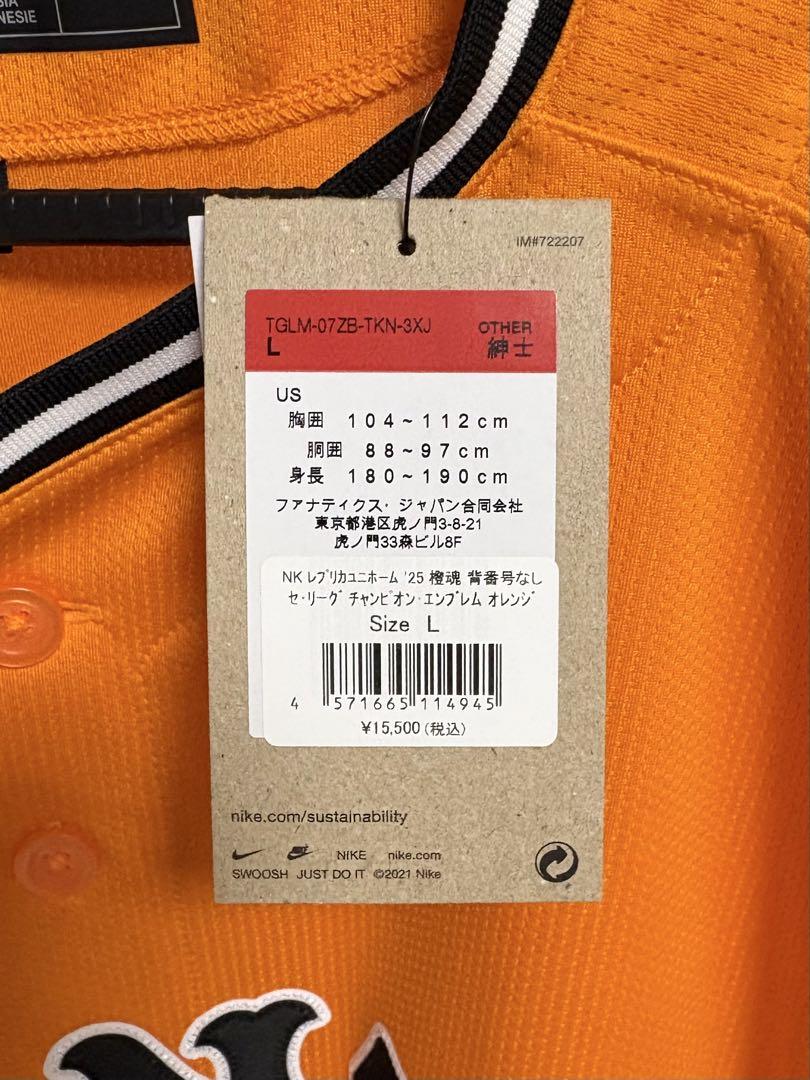 NESIE
IM#722207
TGLM-07ZB-TKN-3XJ OTHER
L 紳士
US
胸囲 104~112cm
胴囲 88~97cm
身長 180~190cm
ファナティクス・ジャパン合同会社
東京都港区虎ノ門3-8-21
虎ノ門33森ビル8F
NK ﾚﾌﾟﾘｶユニホーム '25 橙魂 背番号なし
セ・リーグ チャンピオン・エンブレム オレンジ
Size L
4 571665 114945
¥15,500(税込)
nike.com/sustainability
NIKE nike.com
SWOOSH JUST DO IT ©2021 Nike